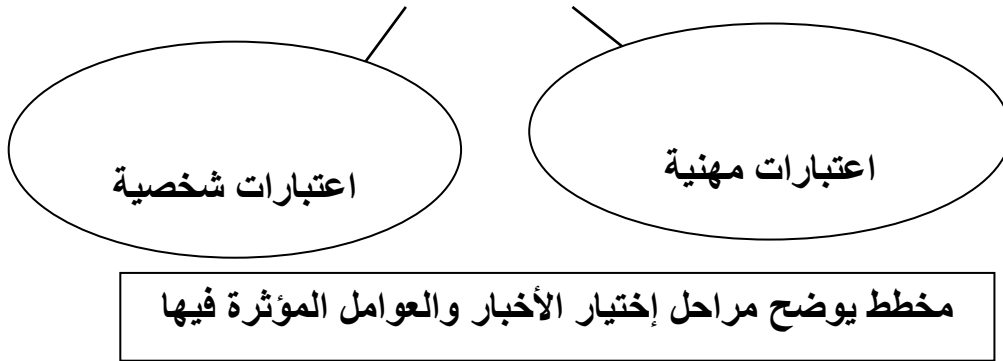 اعتبارات مهنية
اعتبارات شخصية
مخطط يوضح مراحل إختيار الأخبار والعوامل المؤثرة فيها